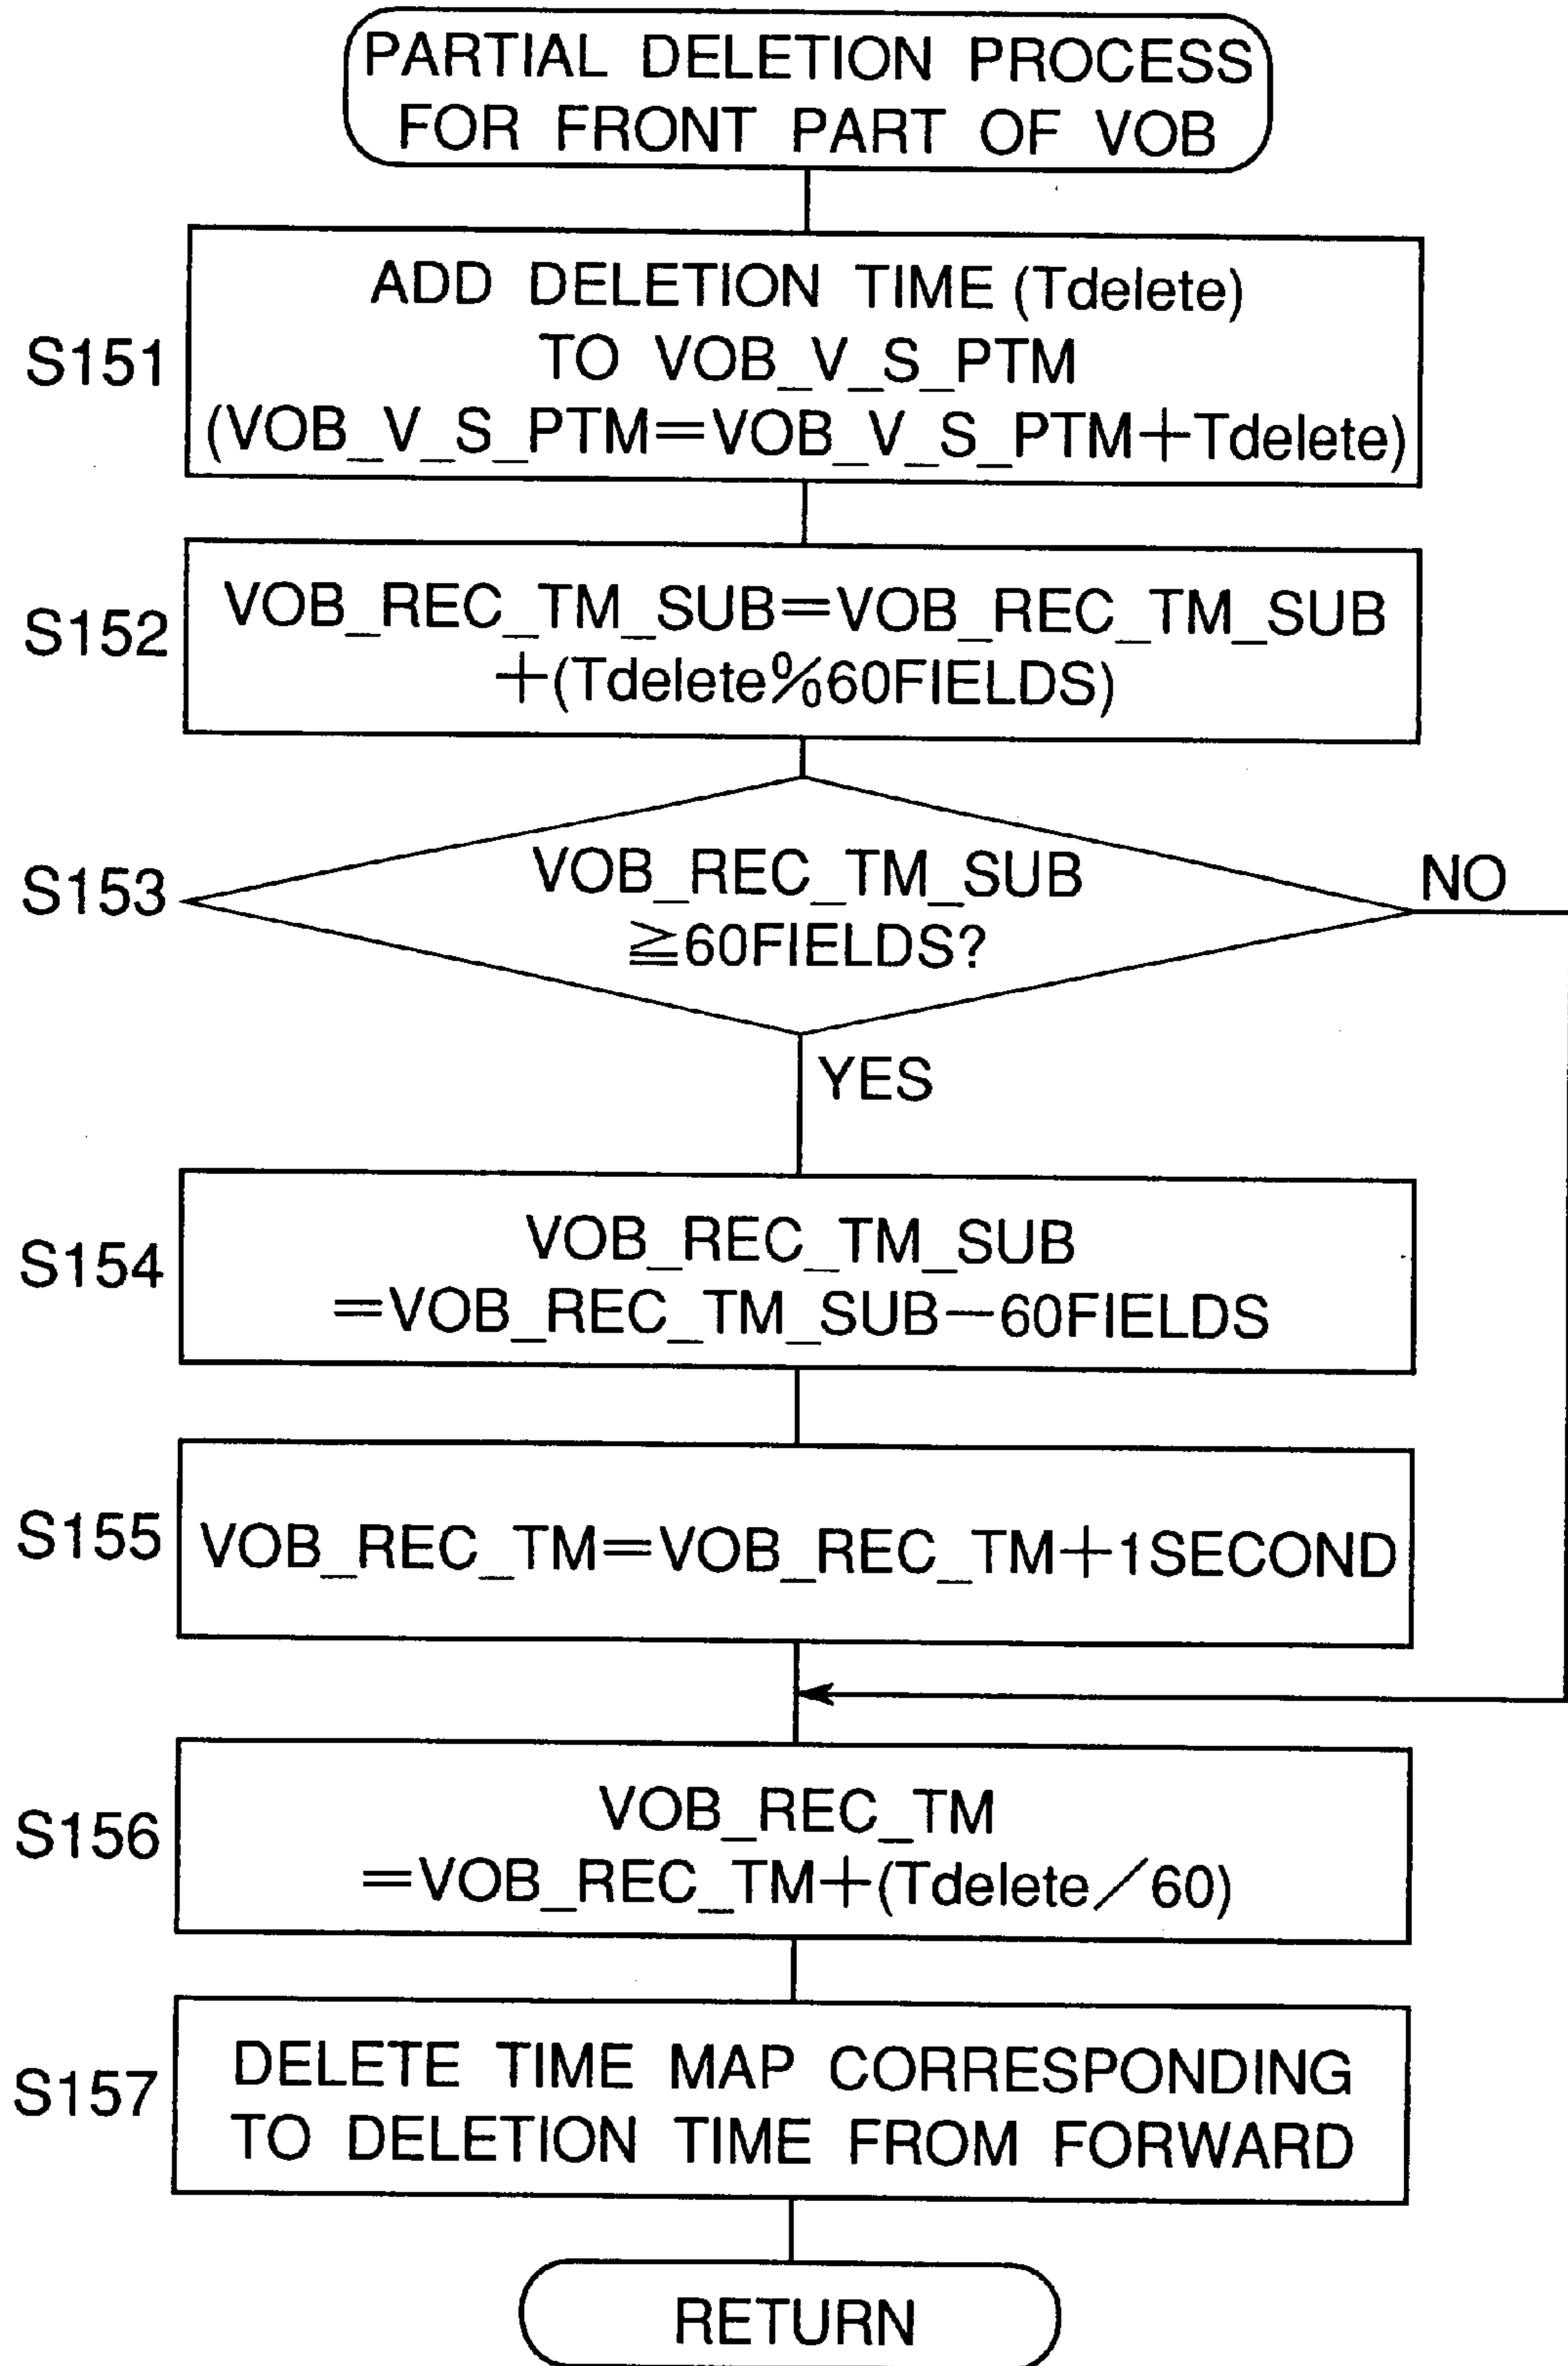 PARTIAL DELETION PROCESS
FOR FRONT PART OF VOB
S151
ADD DELETION TIME (Tdelete)
TO VOB_V_S_PTM
(VOB_V_S_PTM=VOB_V_S_PTM+Tdelete)
S152
VOB_REC_TM_SUB=VOB_REC_TM_SUB
+(Tdelete%60FIELDS)
S153
VOB_REC_TM_SUB
≧60FIELDS?
NO
YES
S154
VOB_REC_TM_SUB
=VOB_REC_TM_SUB−60FIELDS
S155
VOB_REC_TM=VOB_REC_TM+1SECOND
S156
VOB_REC_TM
=VOB_REC_TM+(Tdelete/60)
S157
DELETE TIME MAP CORRESPONDING
TO DELETION TIME FROM FORWARD
RETURN